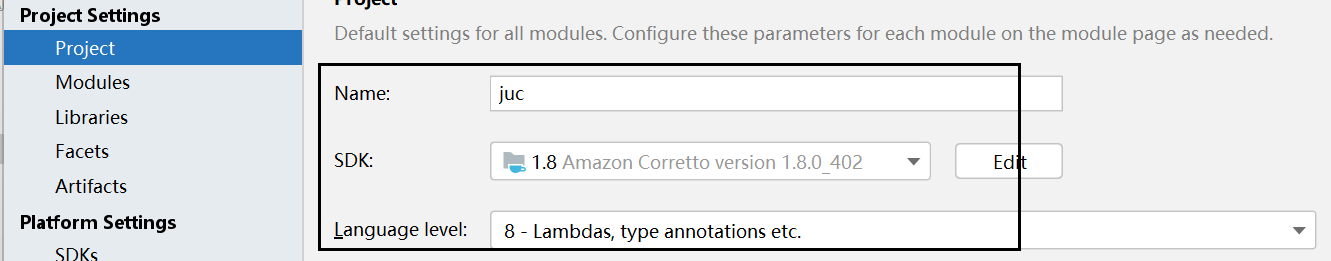 Project Settings
Project
Modules
Libraries
Facets
Artifacts
Platform Settings
SDKs
Project
Default settings for all modules. Configure these parameters for each module on the module page as needed.
Name:
juc
SDK:
1.8 Amazon Corretto version 1.8.0_402
Edit
Language level:
8 - Lambdas, type annotations etc.